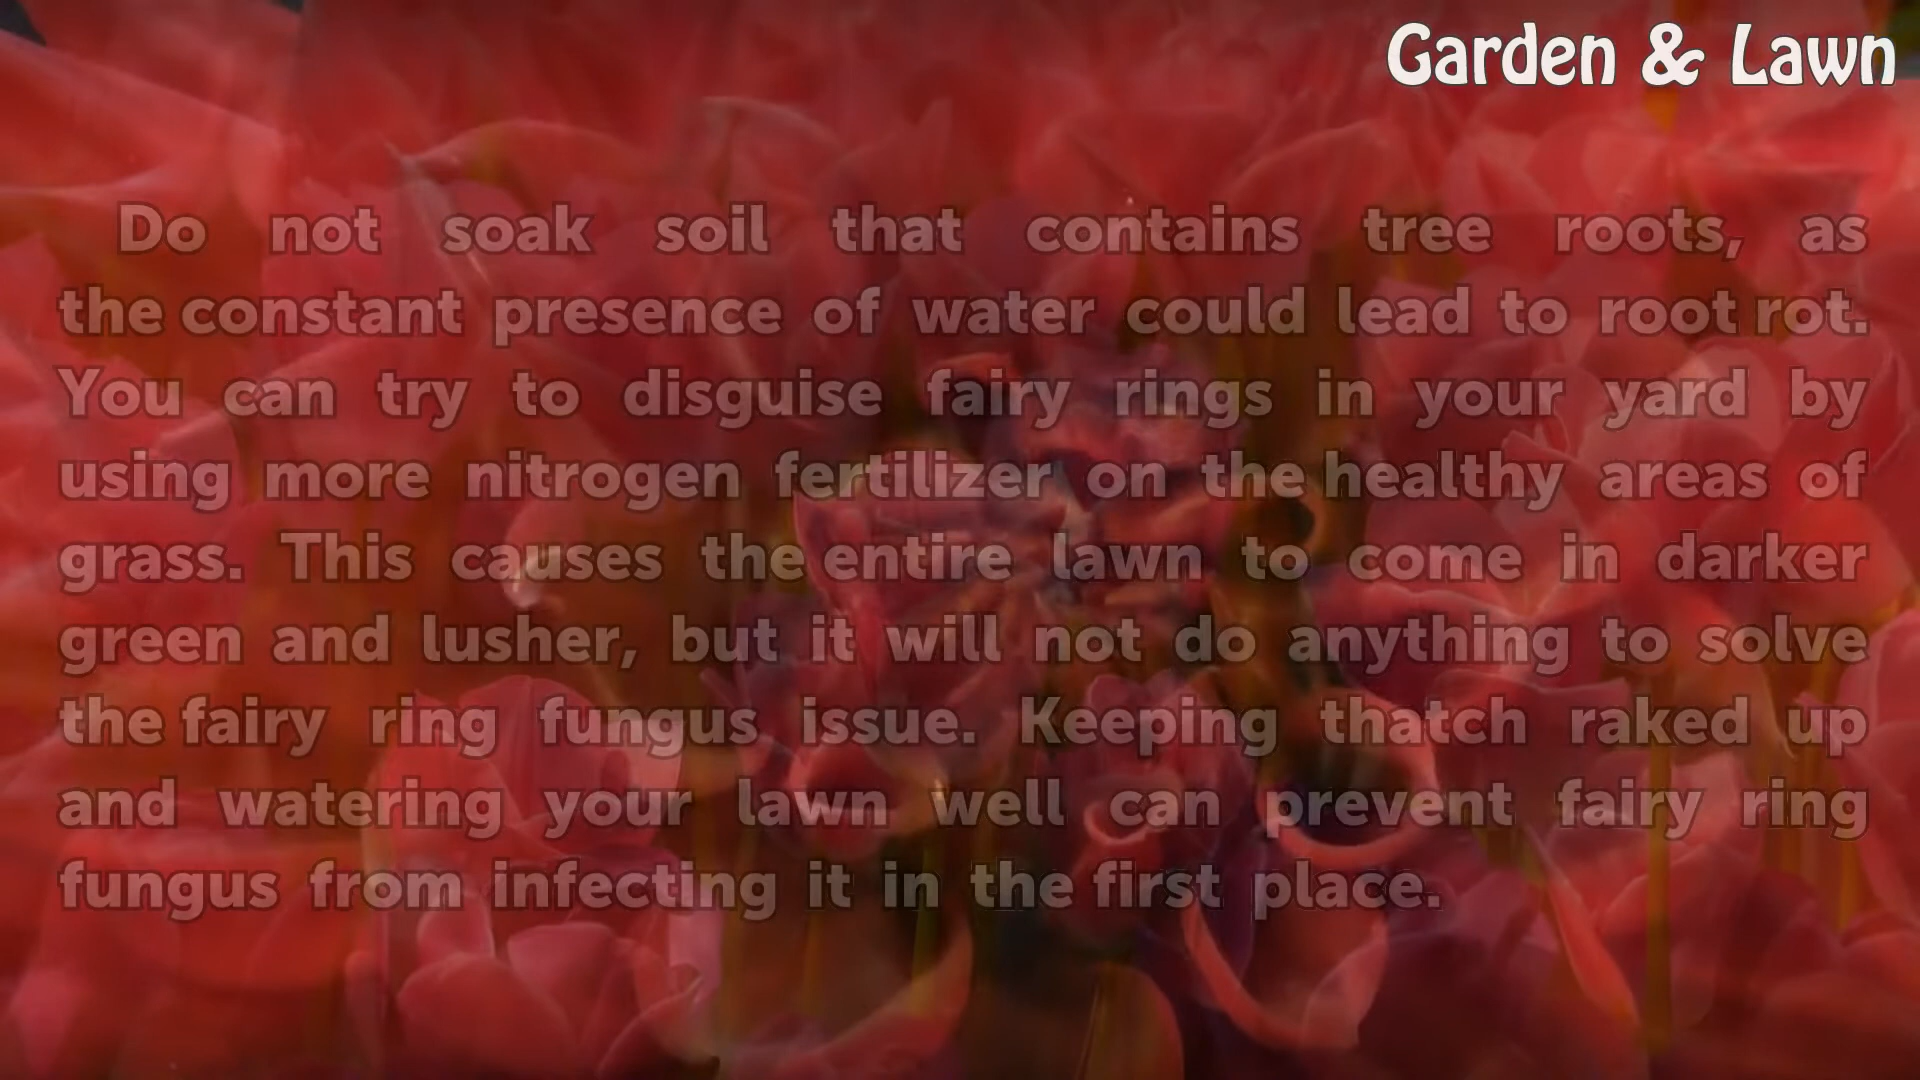 Garden & Lawn
Do not soak soil that contains tree roots, as
the constant presence of water could lead to root rot.
You can try to disguise fairy rings in your yard by
using more nitrogen fertilizer on the healthy areas of
grass. This causes the entire lawn to come in darker
green and lusher, but it will not do anything to solve
the fairy ring fungus issue. Keeping thatch raked up
and watering your lawn well can prevent fairy ring
fungus from infecting it in the first place.